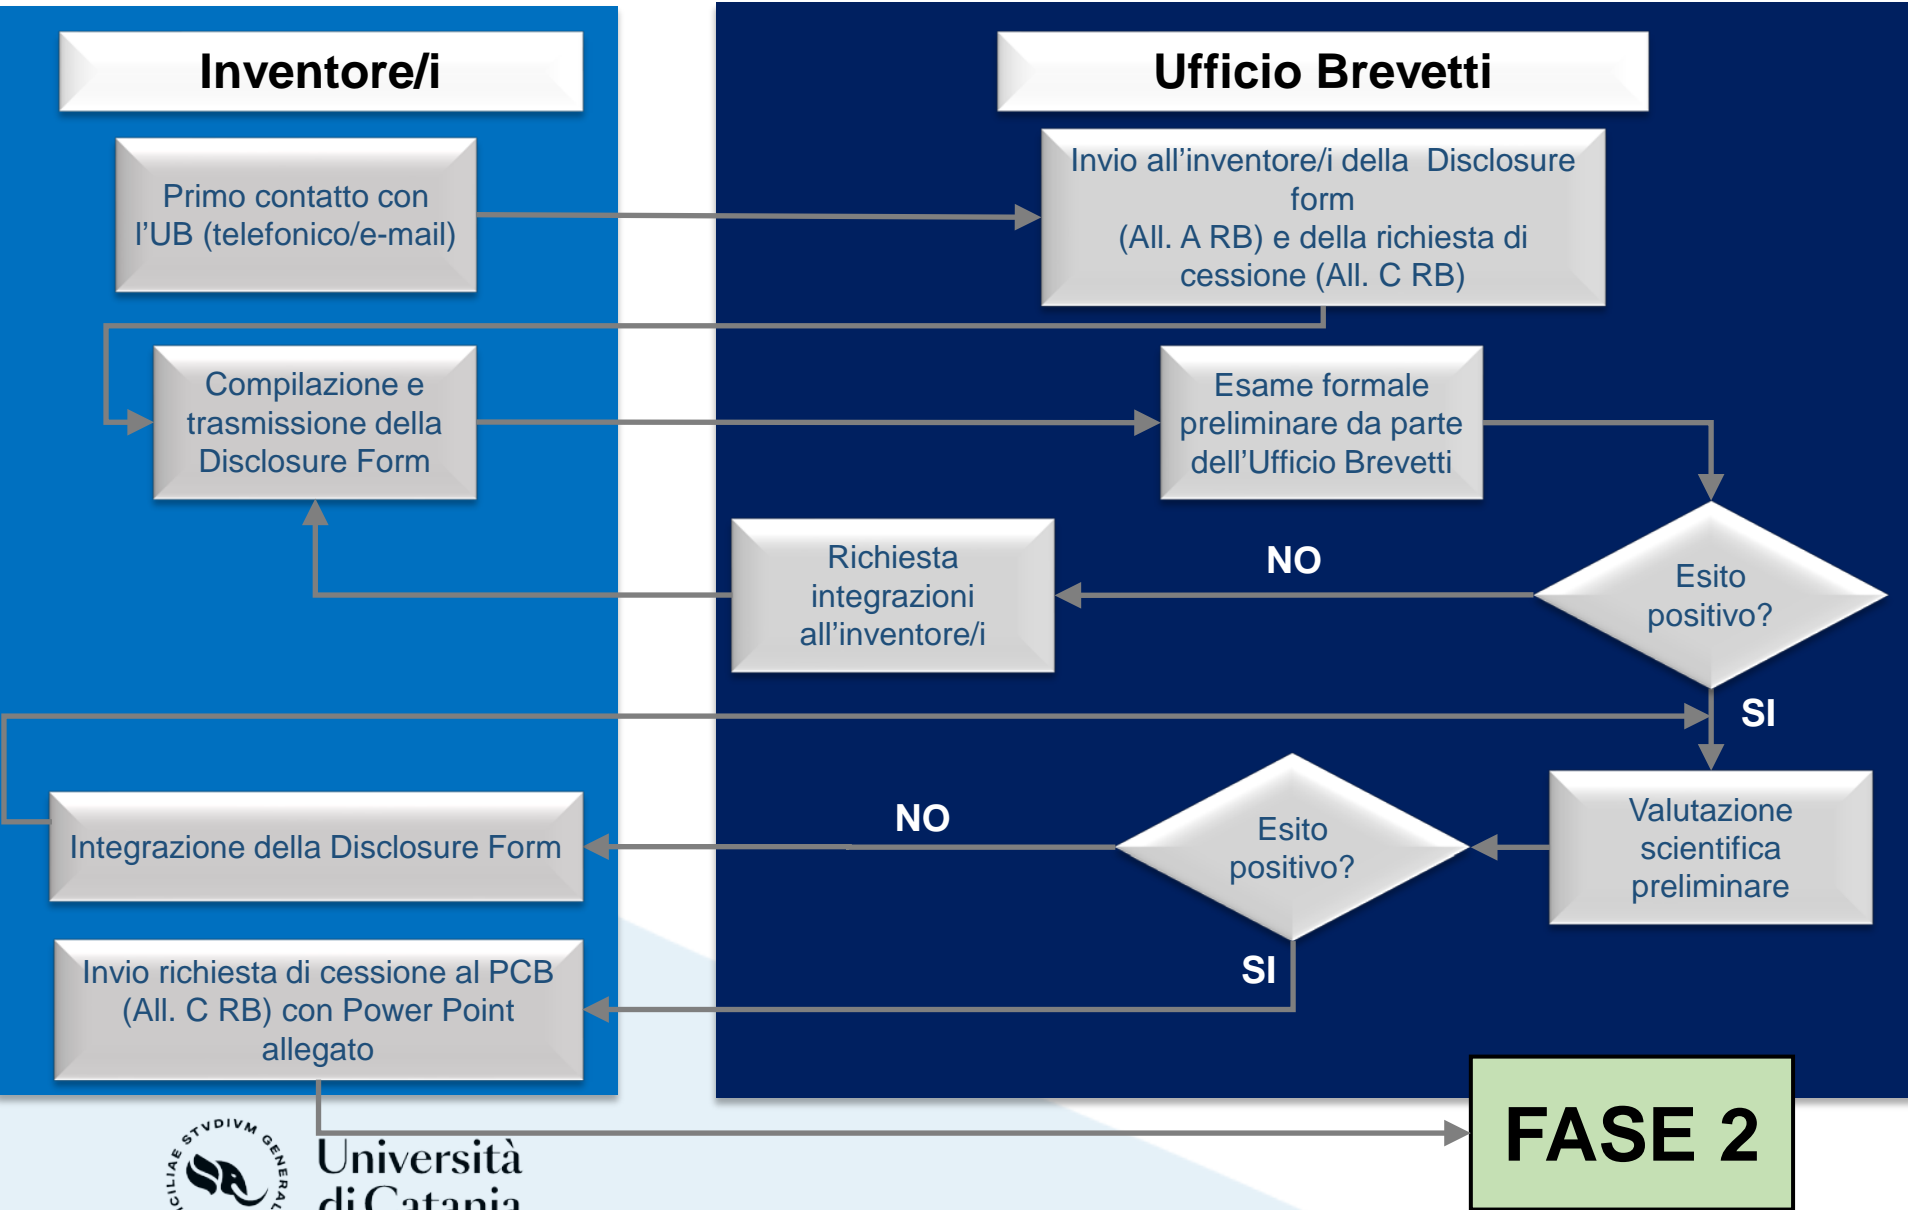 Inventore/i
Ufficio Brevetti
Primo contatto con
l'UB (telefonico/e-mail)
Invio all'inventore/i della Disclosure
form
(All. A RB) e della richiesta di
cessione (All. C RB)
Compilazione e
trasmissione della
Disclosure Form
Esame formale
preliminare da parte
dell'Ufficio Brevetti
Richiesta
integrazioni
all'inventore/i
NO
Esito
positivo?
SI
Integrazione della Disclosure Form
NO
Esito
positivo?
Valutazione
scientifica
preliminare
SI
Invio richiesta di cessione al PCB
(All. C RB) con Power Point
allegato
FASE 2
Università
di Catania